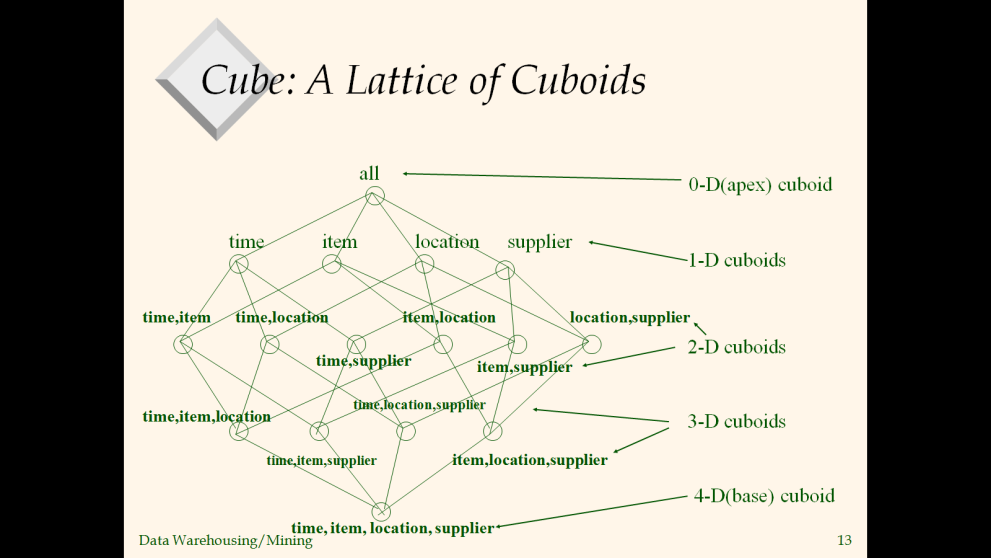 Cube: A Lattice of Cuboids
all
0-D(apex) cuboid
time
item
location
supplier
1-D cuboids
time,item
time,location
item,location
location,supplier
2-D cuboids
time,supplier
item,supplier
time,location,supplier
time,item,location
3-D cuboids
time,item,supplier
item,location,supplier
4-D(base) cuboid
time, item, location, supplier
Data Warehousing/Mining
13